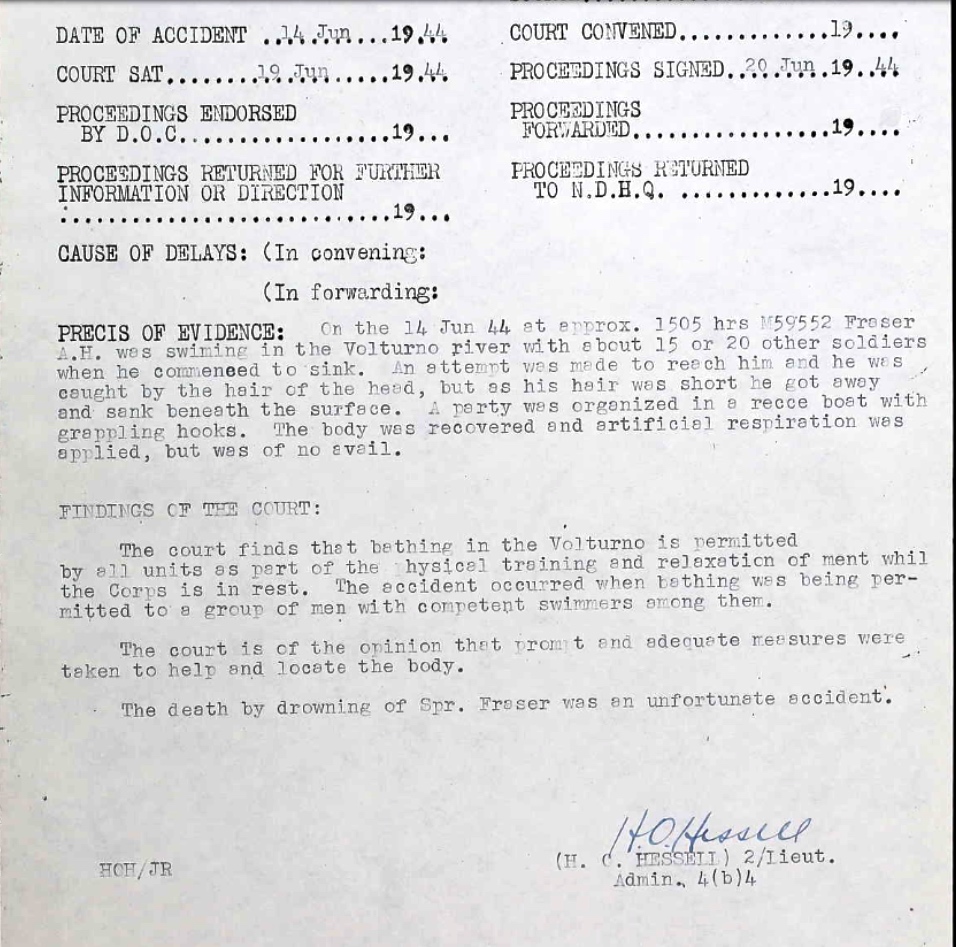 DATE OF ACCIDENT ..14.Jun...19.44
COURT CONVENED.............19....
COURT SAT........19.Jun.....19.44
PROCEEDINGS SIGNED..20.Jun.19..44
PROCEEDINGS ENDORSED
BY D.O.C..................19...
PROCEEDINGS
FORWARDED.................19....
PROCEEDINGS RETURNED FOR FURTHER
INFORMATION OR DIRECTION
............................19...
PROCEEDINGS RETURNED
TO N.D.H.Q. .............19....
CAUSE OF DELAYS: (In convening:
(In forwarding:
PRECIS OF EVIDENCE: On the 14 Jun 44 at approx. 1505 hrs M59552 Fraser
A.H. was swiming in the Volturno river with about 15 or 20 other soldiers
when he commeneed to sink. An attempt was made to reach him and he was
caught by the hair of the head, but as his hair was short he got away
and sank beneath the surface. A party was organized in a recce boat with
grappling hooks. The body was recovered and artificial respiration was
applied, but was of no avail.
FINDINGS OF THE COURT:
The court finds that bathing in the Volturno is permitted
by all units as part of the hysical training and relaxation of ment whil
the Corps is in rest. The accident occurred when bathing was being per-
mitted to a group of men with competent swimmers among them.
The court is of the opinion that prompt and adequate measures were
taken to help and locate the body.
The death by drowning of Spr. Fraser was an unfortunate accident.
H.O.Hessell
(H. C. HESSELL) 2/Lieut.
Admin., 4(b)4
HOH/JR